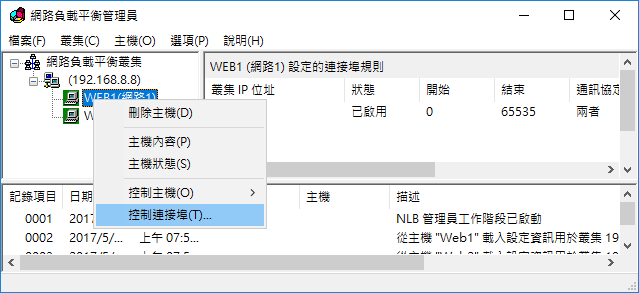 網路負載平衡管理員
檔案(F) 叢集(C) 主機(O) 選項(P) 說明(H)
網路負載平衡叢集
(192.168.8.8)
WEB1(網路1)
W
WEB1 (網路1) 設定的連接埠規則
叢集 IP 位址 狀態 開始 結束 通訊協定
已啟用 0 65535 兩者
刪除主機(D)
主機內容(P)
主機狀態(S)
控制主機(O)
控制連接埠(T)...
記錄項目 日期 主機 描述
0001 2017 NLB 管理員工作階段已啟動
0002 2017/5/... 上午 07:5... 從主機 "Web1" 載入設定資訊用於叢集 19
0003 2017/5/... 上午 07:5...